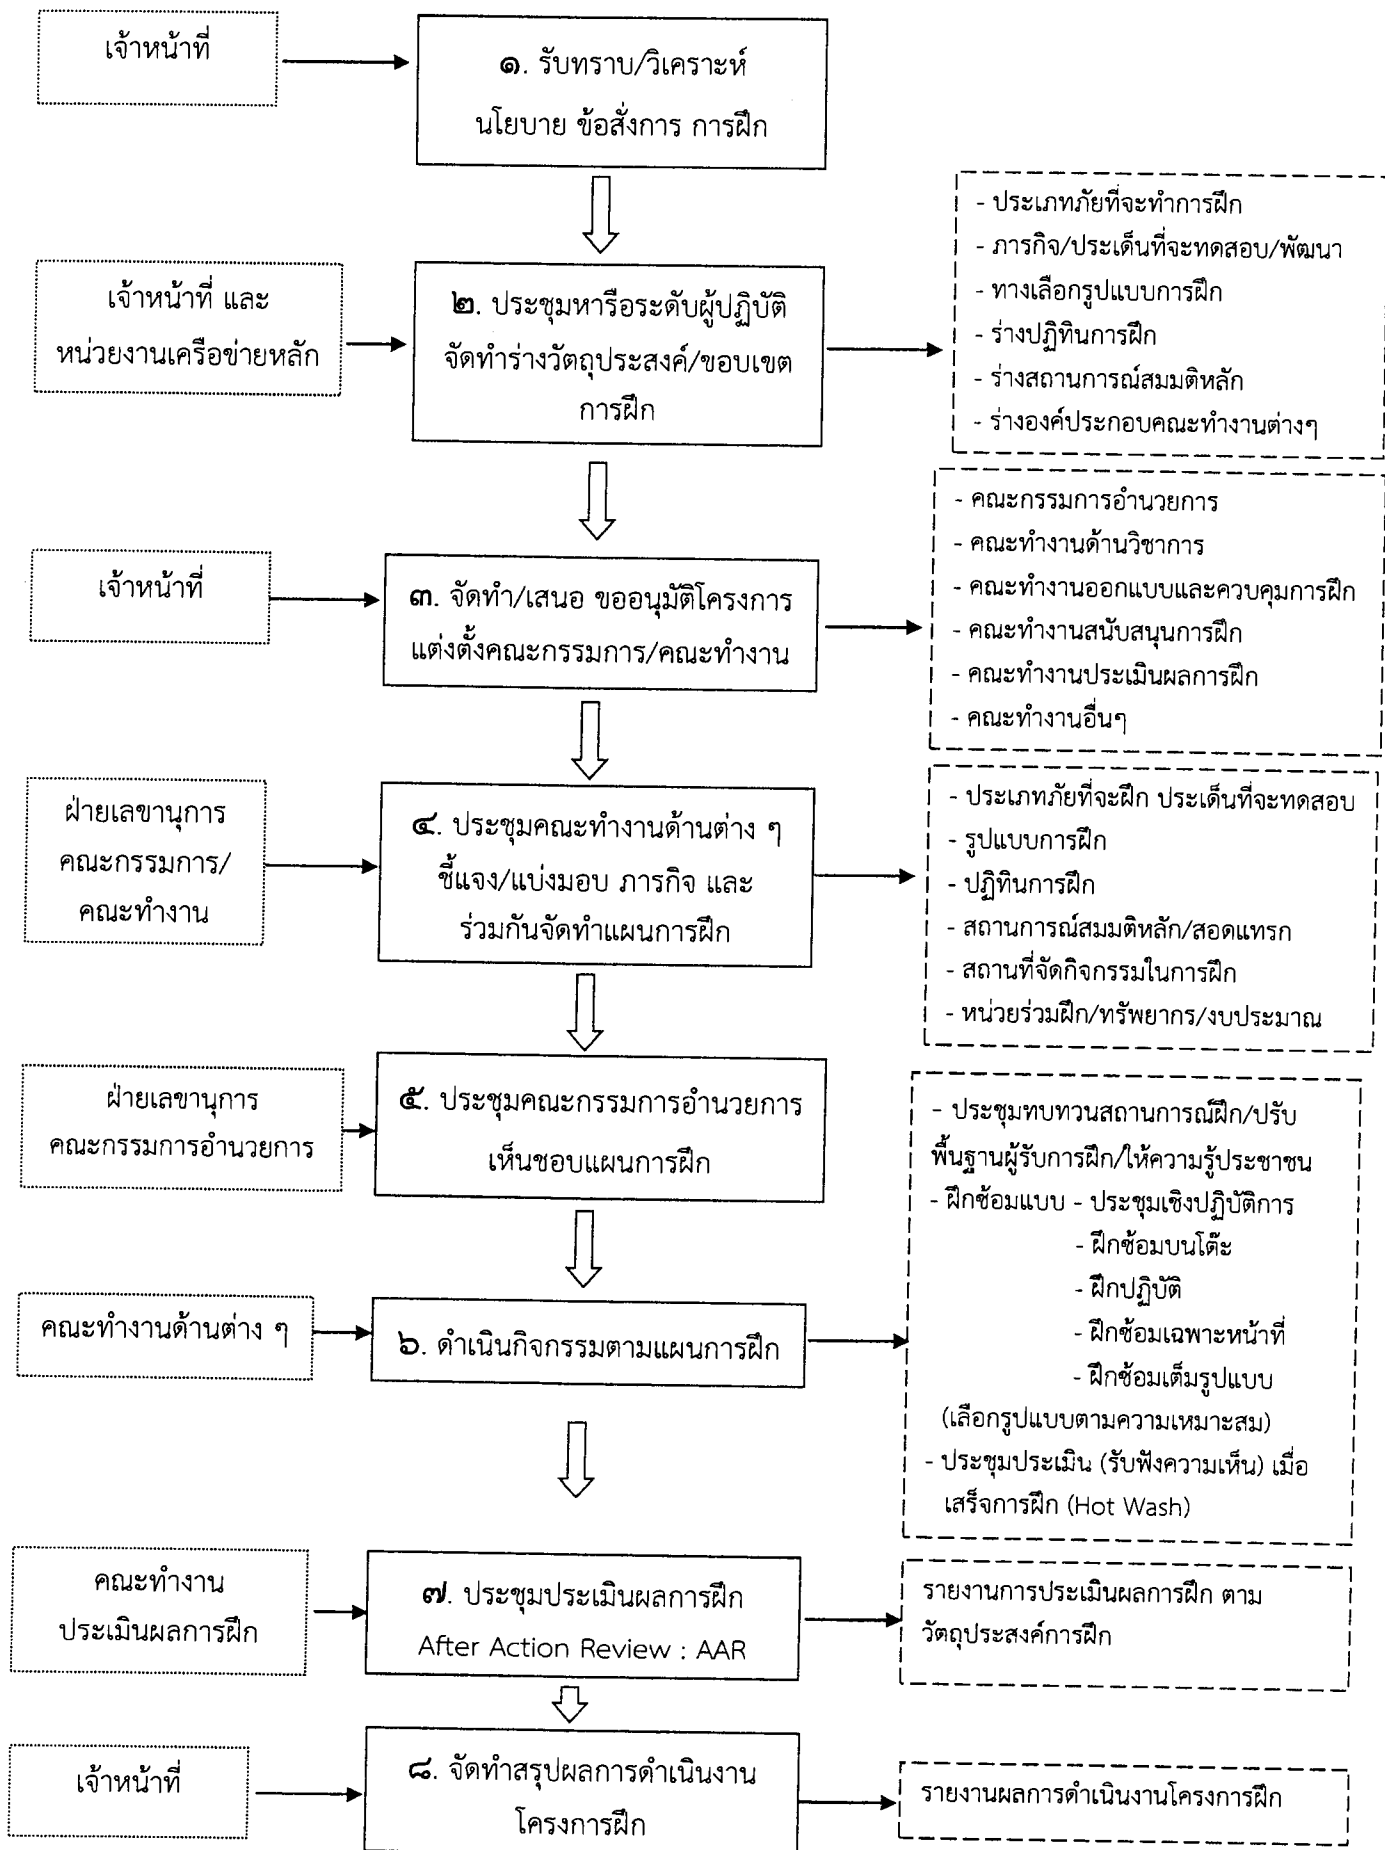 เจ้าหน้าที่
๑. รับทราบ/วิเคราะห์
นโยบาย ข้อสั่งการ การฝึก
เจ้าหน้าที่ และ
หน่วยงานเครือข่ายหลัก
๒. ประชุมหารือระดับผู้ปฏิบัติ
จัดทำร่างวัตถุประสงค์/ขอบเขต
การฝึก
- ประเภทภัยที่จะทำการฝึก
- ภารกิจ/ประเด็นที่จะทดสอบ/พัฒนา
- ทางเลือกรูปแบบการฝึก
- ร่างปฏิทินการฝึก
- ร่างสถานการณ์สมมติหลัก
- ร่างองค์ประกอบคณะทำงานต่างๆ
เจ้าหน้าที่
๓. จัดทำ/เสนอ ขออนุมัติโครงการ
แต่งตั้งคณะกรรมการ/คณะทำงาน
- คณะกรรมการอำนวยการ
- คณะทำงานด้านวิชาการ
- คณะทำงานออกแบบและควบคุมการฝึก
- คณะทำงานสนับสนุนการฝึก
- คณะทำงานประเมินผลการฝึก
- คณะทำงานอื่นๆ
ฝ่ายเลขานุการ
คณะกรรมการ/
คณะทำงาน
๔. ประชุมคณะทำงานด้านต่าง ๆ
ชี้แจง/แบ่งมอบ ภารกิจ และ
ร่วมกันจัดทำแผนการฝึก
- ประเภทภัยที่จะฝึก ประเด็นที่จะทดสอบ
- รูปแบบการฝึก
- ปฏิทินการฝึก
- สถานการณ์สมมติหลัก/สอดแทรก
- สถานที่จัดกิจกรรมในการฝึก
- หน่วยร่วมฝึก/ทรัพยากร/งบประมาณ
ฝ่ายเลขานุการ
คณะกรรมการอำนวยการ
๕. ประชุมคณะกรรมการอำนวยการ
เห็นชอบแผนการฝึก
คณะทำงานด้านต่าง ๆ
๖. ดำเนินกิจกรรมตามแผนการฝึก
- ประชุมทบทวนสถานการณ์ฝึก/ปรับ
พื้นฐานผู้รับการฝึก/ให้ความรู้ประชาชน
- ฝึกซ้อมแบบ - ประชุมเชิงปฏิบัติการ
- ฝึกซ้อมบนโต๊ะ
- ฝึกปฏิบัติ
- ฝึกซ้อมเฉพาะหน้าที่
- ฝึกซ้อมเต็มรูปแบบ
(เลือกรูปแบบตามความเหมาะสม)
- ประชุมประเมิน (รับฟังความเห็น) เมื่อ
เสร็จการฝึก (Hot Wash)
คณะทำงาน
ประเมินผลการฝึก
๗. ประชุมประเมินผลการฝึก
After Action Review : AAR
รายงานการประเมินผลการฝึก ตาม
วัตถุประสงค์การฝึก
เจ้าหน้าที่
๘. จัดทำสรุปผลการดำเนินงาน
โครงการฝึก
รายงานผลการดำเนินงานโครงการฝึก